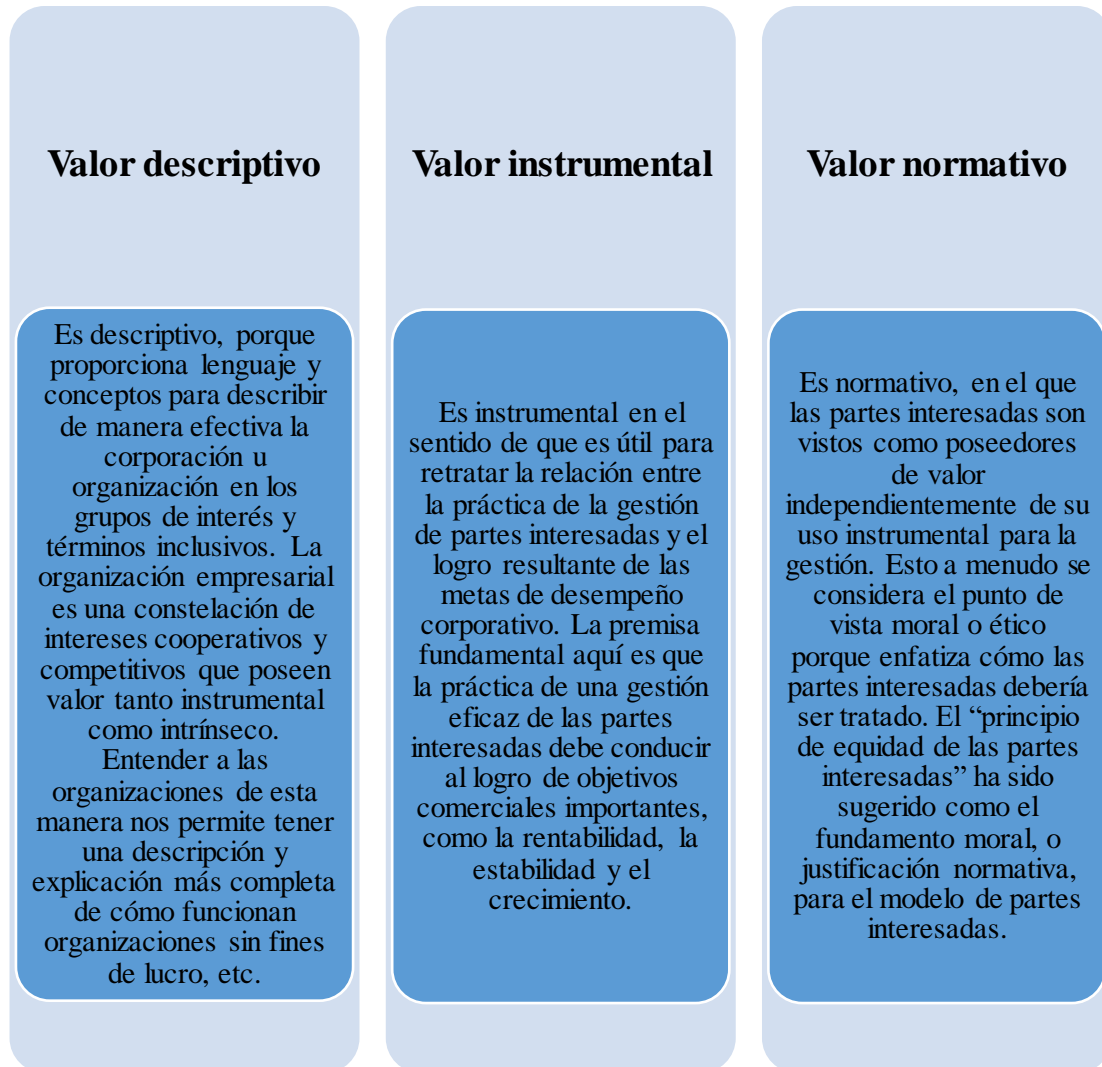 Valor descriptivo
Es descriptivo, porque
proporciona lenguaje y
conceptos para describir
de manera efectiva la
corporación u
organización en los
grupos de interés y
términos inclusivos. La
organización empresarial
es una constelación de
intereses cooperativos y
competitivos que poseen
valor tanto instrumental
como intrínseco.
Entender a las
organizaciones de esta
manera nos permite tener
una descripción y
explicación más completa
de cómo funcionan
organizaciones sin fines
de lucro, etc.
Valor instrumental
Es instrumental en el
sentido de que es útil para
retratar la relación entre
la práctica de la gestión
de partes interesadas y el
logro resultante de las
metas de desempeño
corporativo. La premisa
fundamental aquí es que
la práctica de una gestión
eficaz de las partes
interesadas debe conducir
al logro de objetivos
comerciales importantes,
como la rentabilidad, la
estabilidad y el
crecimiento.
Valor normativo
Es normativo, en el que
las partes interesadas son
vistos como poseedores
de valor
independientemente de su
uso instrumental para la
gestión. Esto a menudo se
considera el punto de
vista moral o ético
porque enfatiza cómo las
partes interesadas debería
ser tratado. El “principio
de equidad de las partes
interesadas” ha sido
sugerido como el
fundamento moral, o
justificación normativa,
para el modelo de partes
interesadas.